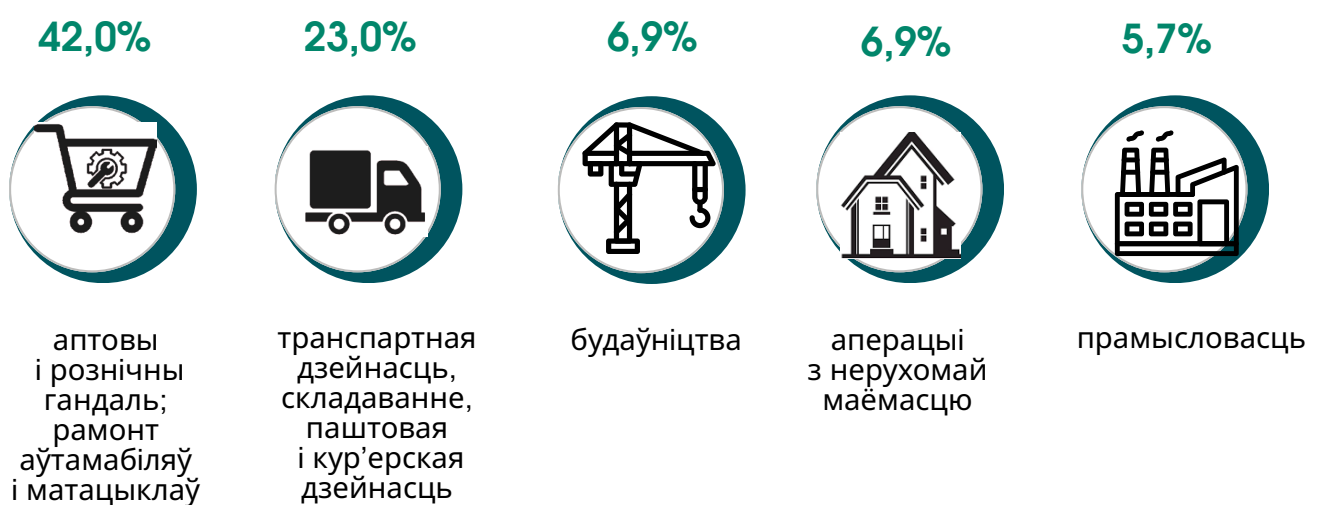 42,0%
23,0%
6,9%
6,9%
5,7%
аптовы
і рознічны
гандаль;
рамонт
аўтамабіляў
і матацыклаў
транспартная
дзейнасць,
складаванне,
паштовая
і кур’ерская
дзейнасць
будаўніцтва
аперацыі
з нерухомай
маёмасцю
прамысловасць